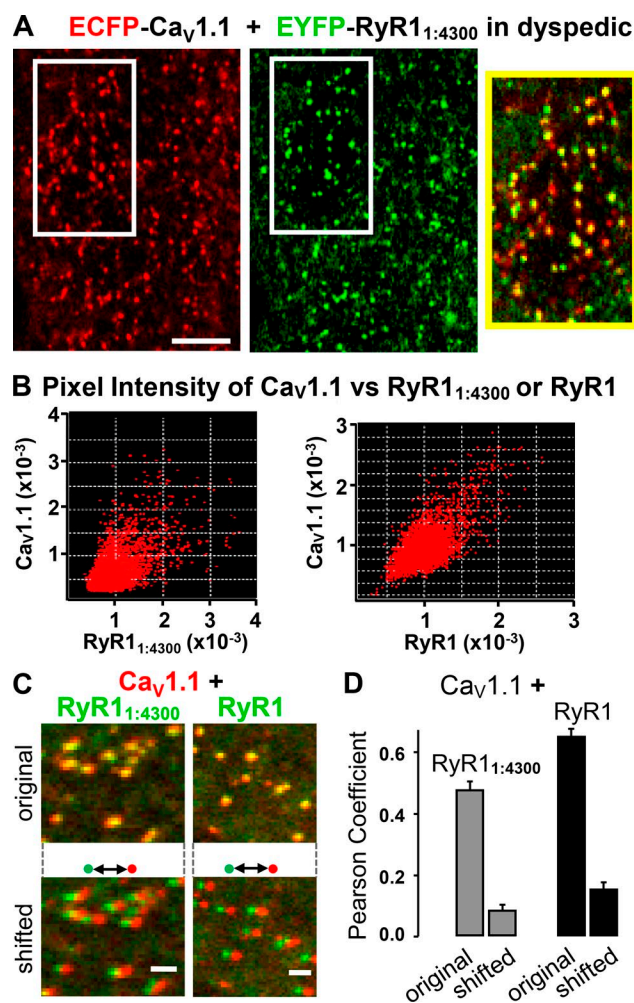 A ECFP-CaV1.1 + EYFP-RyR11:4300 in dyspedic
B Pixel Intensity of CaV1.1 vs RyR11:4300 or RyR1
4
3
2
1
CaV1.1 (x10-3)
1 2 3 4
RyR11:4300 (x10-3)
3
2
1
CaV1.1 (x10-3)
1 2 3
RyR1 (x10-3)
C CaV1.1 +
RyR11:4300 RyR1
original
shifted
D CaV1.1 +
RyR1
RyR11:4300
Pearson Coefficient
0.6
0.4
0.2
0.0
original shifted original shifted